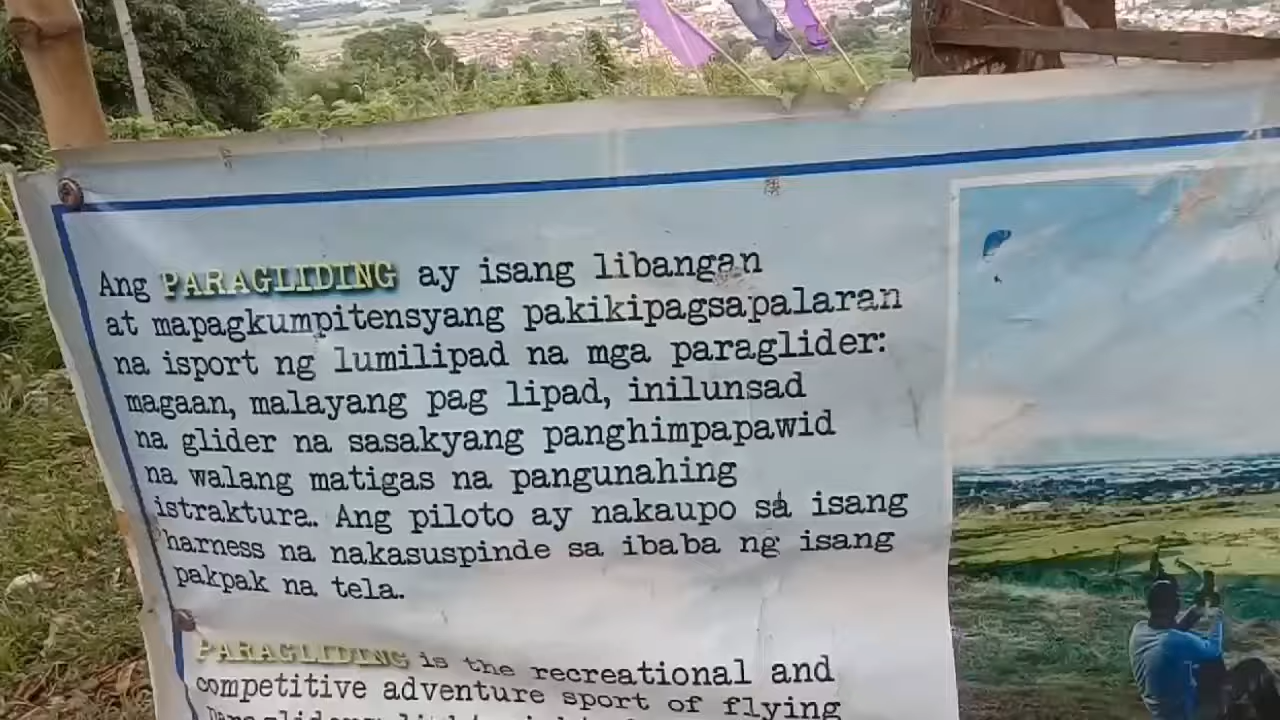 Ang PARAGLIDING ay isang libangan
at mapagkumpitensyang pakikipagsapalaran
na isport ng lumilipad na mga paraglider:
magaan, malayang pag lipad, inilunsad
na glider na sasakyang panghimpapawid
na walang matigas na pangunahing
istraktura. Ang piloto ay nakaupo sa isang
harness na nakasuspinde sa ibaba ng isang
pakpak na tela.
PARAGLIDING is the recreational and
competitive adventure sport of flying